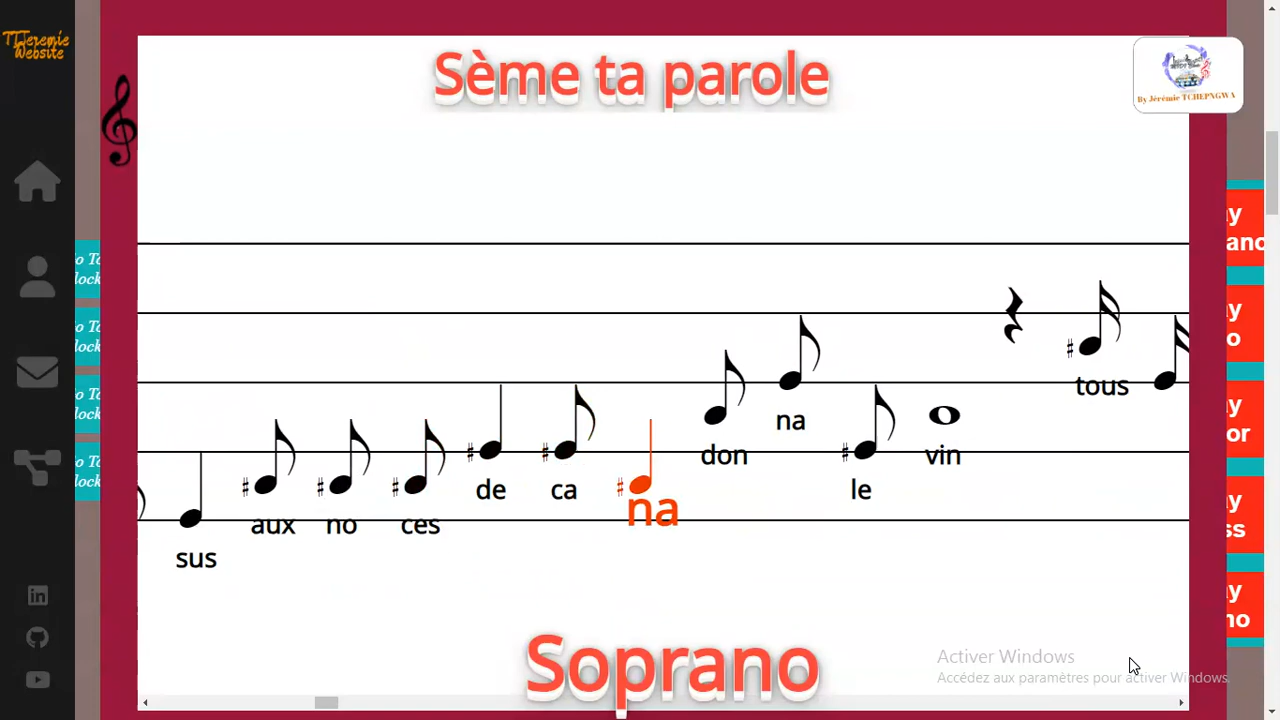 TTJeremie
Website
Sème ta parole
By Jérémie TCHEPNGWA
tous
na
don
vin
de
ca
le
na
aux
no
ces
sus
Soprano
Activer Windows
Accédez aux paramètres pour activer Windows.